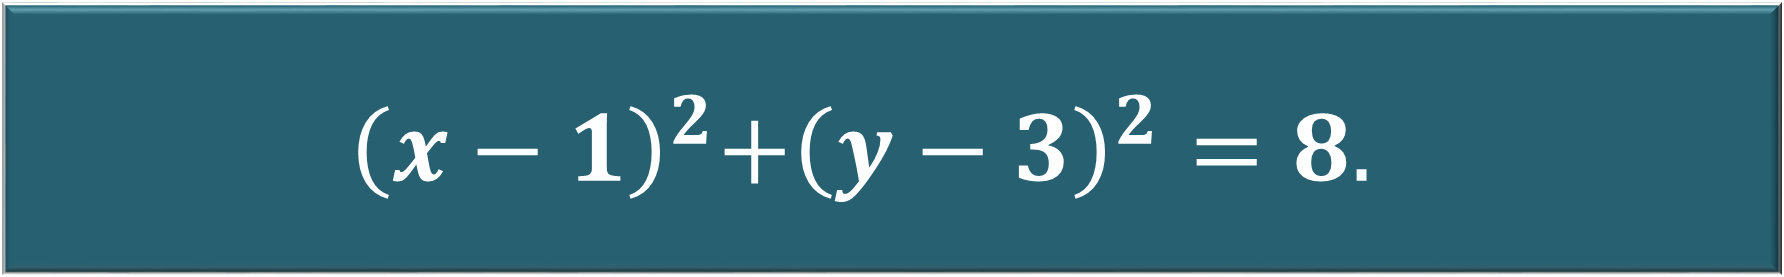 (x − 1)²+(y − 3)² = 8.